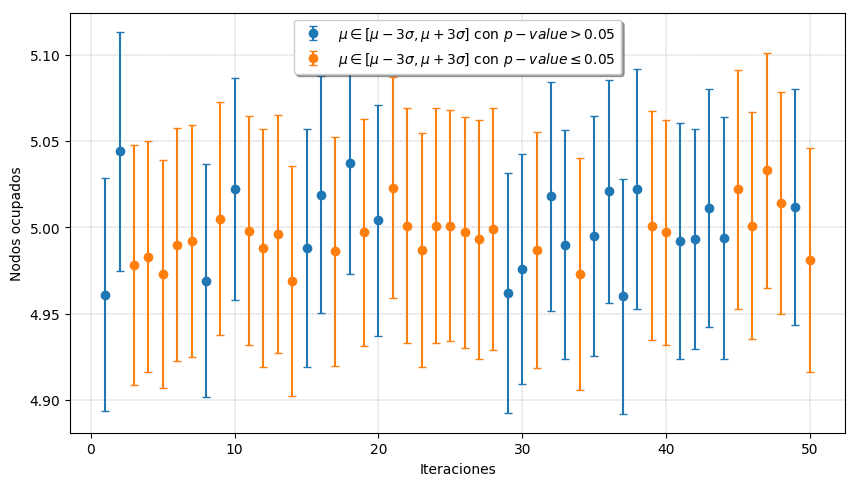 μ ∈ [μ − 3σ, μ + 3σ] con p − value > 0.05
μ ∈ [μ − 3σ, μ + 3σ] con p − value ≤ 0.05
Nodos ocupados
5.10
5.05
5.00
4.95
4.90
0 10 20 30 40 50
Iteraciones